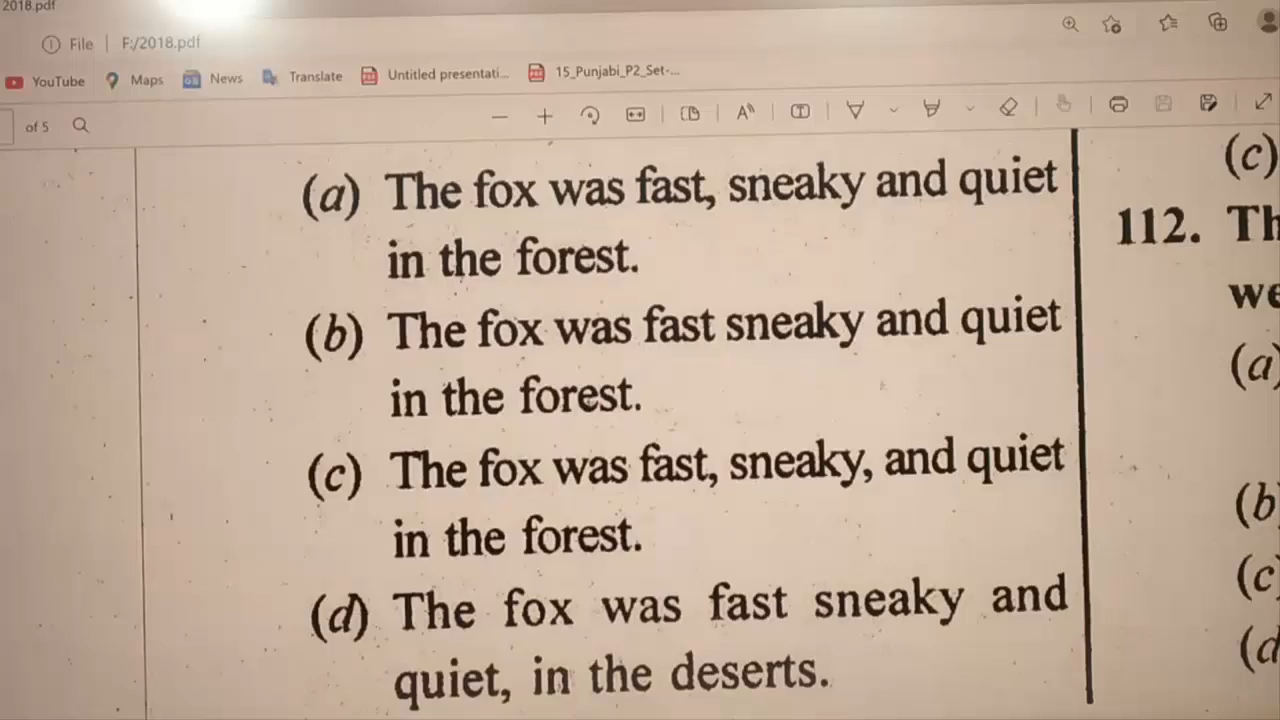 2018.pdf
File F:/2018.pdf
YouTube Maps News Translate Untitled presentati... 15_Punjabi_P2_Set-...
of 5
(a) The fox was fast, sneaky and quiet
in the forest.
(b) The fox was fast sneaky and quiet
in the forest.
(c) The fox was fast, sneaky, and quiet
in the forest.
(d) The fox was fast sneaky and
quiet, in the deserts.
(c)
112.
(a)
(b
(c
(d